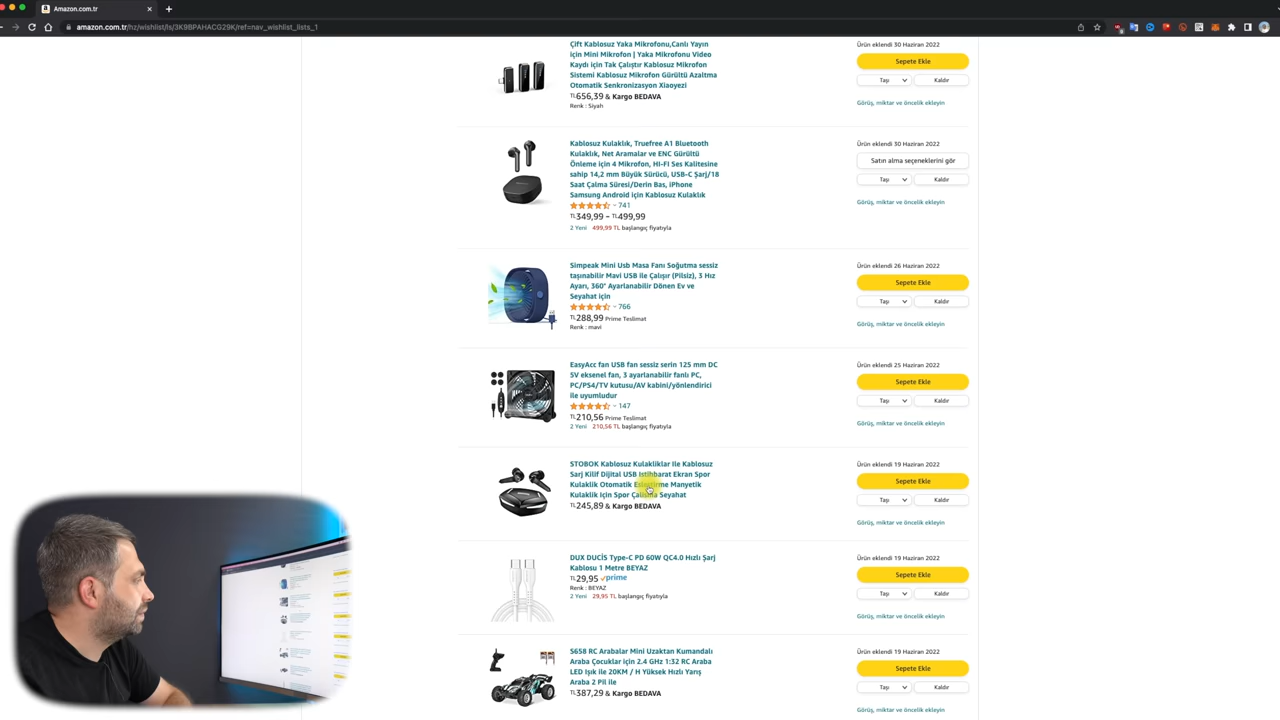 Amazon.com.tr
amazon.com.tr/hz/wishlist/ls/3K9BPAHACG29K/ref=nav_wishlist_lists_1
Çift Kablosuz Yaka Mikrofonu,Canlı Yayın
için Mini Mikrofon | Yaka Mikrofonu Video
Kaydı için Tak Çalıştır Kablosuz Mikrofon
Sistemi Kablosuz Mikrofon Gürültü Azaltma
Otomatik Senkronizasyon Xiaoyezi
TL656,39 & Kargo BEDAVA
Renk : Siyah
Ürün eklendi 30 Haziran 2022
Sepete Ekle
Taşı Kaldır
Görüş, miktar ve öncelik ekleyin
Kablosuz Kulaklık, Truefree A1 Bluetooth
Kulaklık, Net Aramalar ve ENC Gürültü
Önleme için 4 Mikrofon, HI-FI Ses Kalitesine
sahip 14,2 mm Büyük Sürücü, USB-C Şarj/18
Saat Çalma Süresi/Derin Bas, iPhone
Samsung Android için Kablosuz Kulaklık
741
TL349,99 - TL499,99
2 Yeni 499,99 TL başlangıç fiyatıyla
Ürün eklendi 30 Haziran 2022
Satın alma seçeneklerini gör
Taşı Kaldır
Görüş, miktar ve öncelik ekleyin
Simpeak Mini Usb Masa Fanı Soğutma sessiz
taşınabilir Mavi USB ile Çalışır (Pilsiz), 3 Hız
Ayarı, 360° Ayarlanabilir Dönen Ev ve
Seyahat için
766
TL288,99 Prime Teslimat
Renk : mavi
Ürün eklendi 26 Haziran 2022
Sepete Ekle
Taşı Kaldır
Görüş, miktar ve öncelik ekleyin
EasyAcc fan USB fan sessiz serin 125 mm DC
5V eksenel fan, 3 ayarlanabilir fanlı PC,
PC/PS4/TV kutusu/AV kabini/yönlendirici
ile uyumludur
147
TL210,56 Prime Teslimat
2 Yeni 210,56 TL başlangıç fiyatıyla
Ürün eklendi 25 Haziran 2022
Sepete Ekle
Taşı Kaldır
Görüş, miktar ve öncelik ekleyin
STOBOK Kablosuz Kulakliklar Ile Kablosuz
Sarj Kilif Dijital USB Istihbarat Ekran Spor
Kulaklik Otomatik Eslestirme Manyetik
Kulaklik Için Spor Çalisma Seyahat
TL245,89 & Kargo BEDAVA
Ürün eklendi 19 Haziran 2022
Sepete Ekle
Taşı Kaldır
Görüş, miktar ve öncelik ekleyin
DUX DUCİS Type-C PD 60W QC4.0 Hızlı Şarj
Kablosu 1 Metre BEYAZ
TL29,95 prime
Renk : BEYAZ
2 Yeni 29,95 TL başlangıç fiyatıyla
Ürün eklendi 19 Haziran 2022
Sepete Ekle
Taşı Kaldır
Görüş, miktar ve öncelik ekleyin
S658 RC Arabalar Mini Uzaktan Kumandalı
Araba Çocuklar için 2.4 GHz 1:32 RC Araba
LED Işık ile 20KM / H Yüksek Hızlı Yarış
Araba 2 Pil ile
TL387,29 & Kargo BEDAVA
Ürün eklendi 19 Haziran 2022
Sepete Ekle
Taşı Kaldır
Görüş, miktar ve öncelik ekleyin